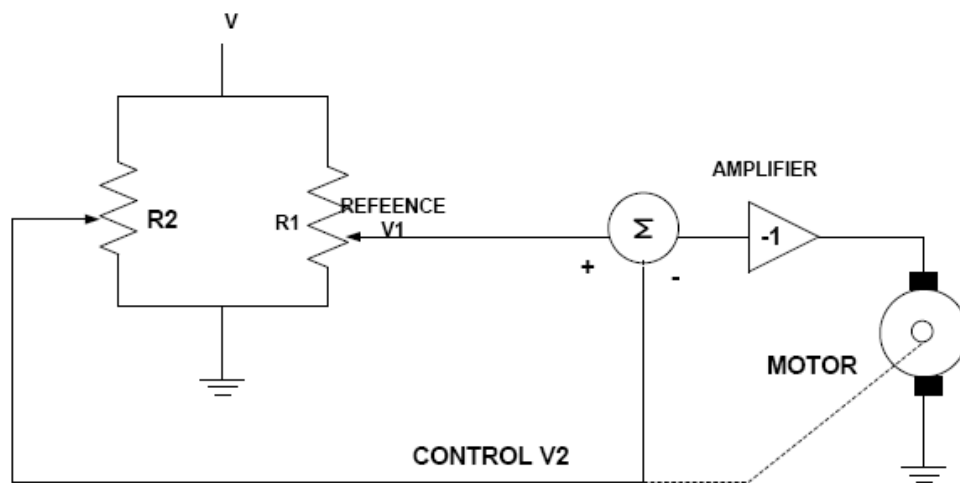 V
AMPLIFIER
R2
R1
REFEENCE
V1
Σ
-1
+
-
MOTOR
CONTROL V2